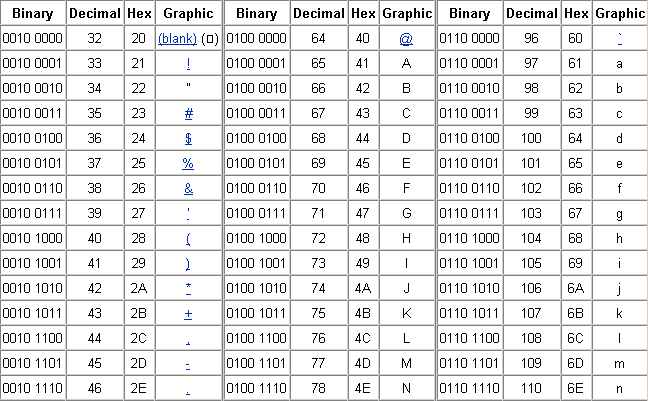 Binary Decimal Hex Graphic Binary Decimal Hex Graphic Binary Decimal Hex Graphic
0010 0000 32 20 (blank) (¤) 0100 0000 64 40 @ 0110 0000 96 60 `
0010 0001 33 21 ! 0100 0001 65 41 A 0110 0001 97 61 a
0010 0010 34 22 " 0100 0010 66 42 B 0110 0010 98 62 b
0010 0011 35 23 # 0100 0011 67 43 C 0110 0011 99 63 c
0010 0100 36 24 $ 0100 0100 68 44 D 0110 0100 100 64 d
0010 0101 37 25 % 0100 0101 69 45 E 0110 0101 101 65 e
0010 0110 38 26 & 0100 0110 70 46 F 0110 0110 102 66 f
0010 0111 39 27 ' 0100 0111 71 47 G 0110 0111 103 67 g
0010 1000 40 28 ( 0100 1000 72 48 H 0110 1000 104 68 h
0010 1001 41 29 ) 0100 1001 73 49 I 0110 1001 105 69 i
0010 1010 42 2A * 0100 1010 74 4A J 0110 1010 106 6A j
0010 1011 43 2B + 0100 1011 75 4B K 0110 1011 107 6B k
0010 1100 44 2C , 0100 1100 76 4C L 0110 1100 108 6C l
0010 1101 45 2D - 0100 1101 77 4D M 0110 1101 109 6D m
0010 1110 46 2E . 0100 1110 78 4E N 0110 1110 110 6E n